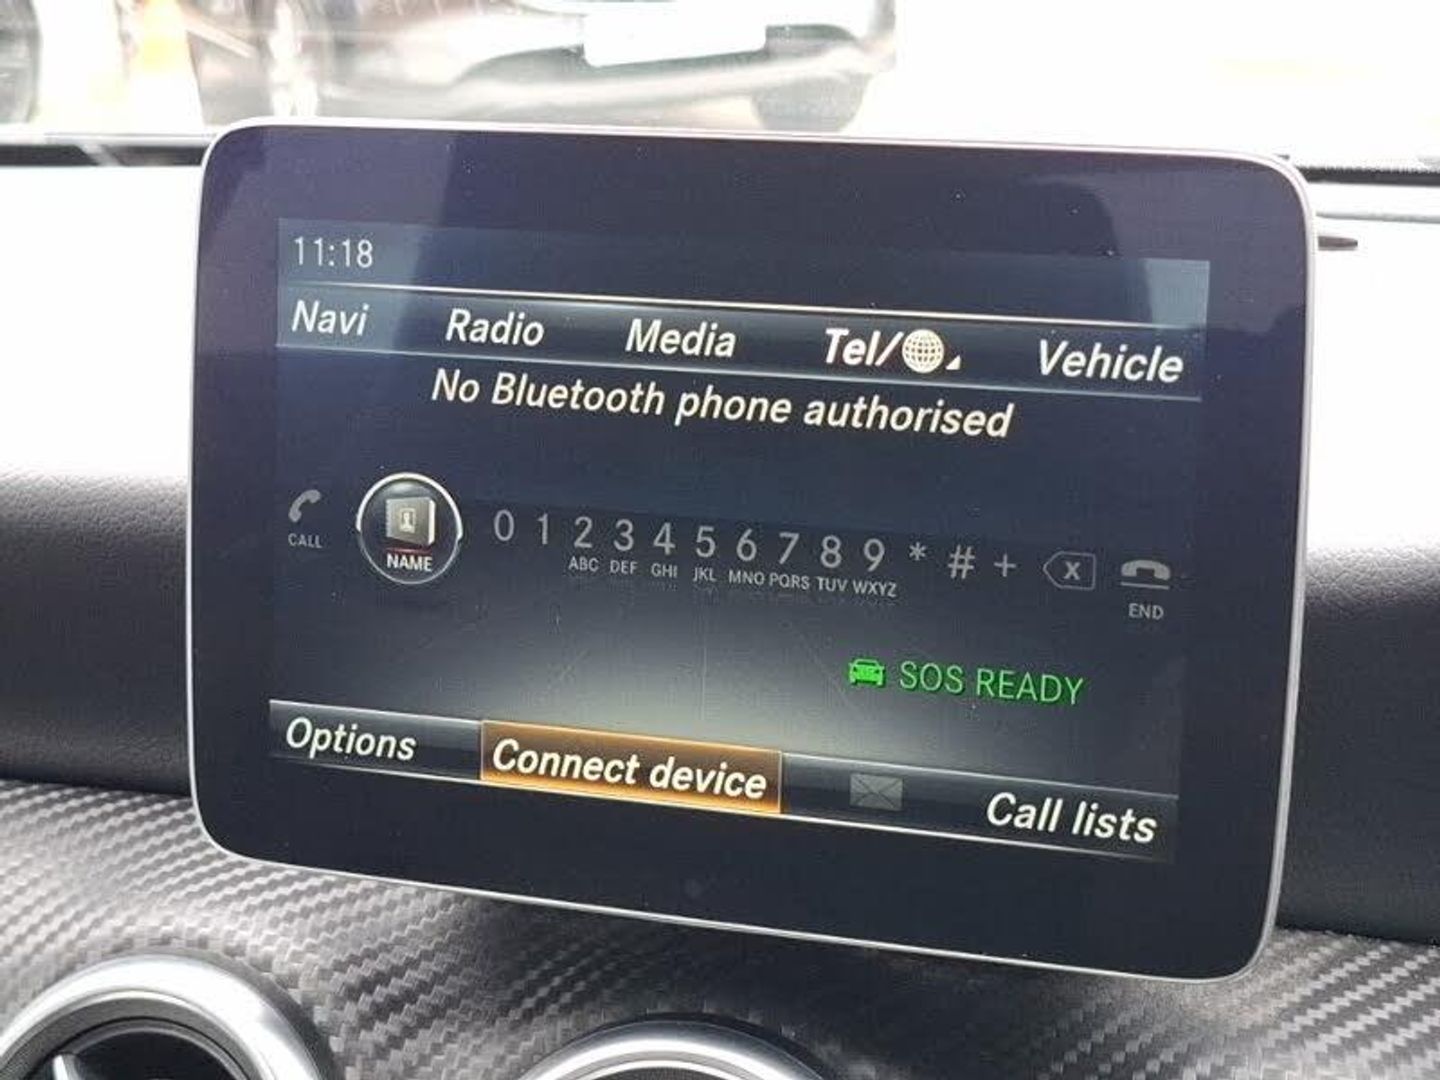 11:18
Navi Radio Media Tel/ Vehicle
No Bluetooth phone authorised
0 1 2 3 4 5 6 7 8 9 * # + X
CALL NAME ABC DEF GHI JKL MNO PQRS TUV WXYZ END
SOS READY
Options Connect device Call lists